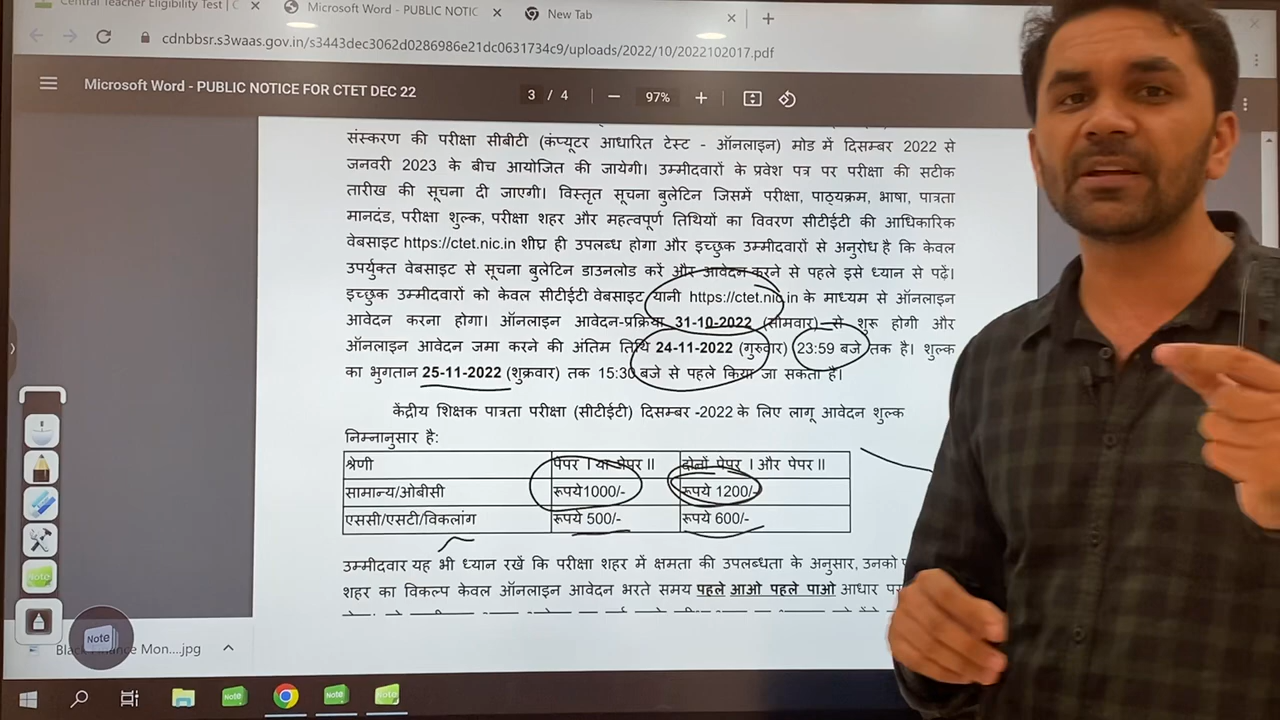 Central Teacher Eligibility Test | C
Microsoft Word - PUBLIC NOTIC
New Tab
cdnbbsr.s3waas.gov.in/s3443dec3062d0286986e21dc0631734c9/uploads/2022/10/2022102017.pdf
Microsoft Word - PUBLIC NOTICE FOR CTET DEC 22
3 / 4
97%
संस्करण की परीक्षा सीबीटी (कंप्यूटर आधारित टेस्ट - ऑनलाइन) मोड में दिसम्बर 2022 से
जनवरी 2023 के बीच आयोजित की जायेगी। उम्मीदवारों के प्रवेश पत्र पर परीक्षा की सटीक
तारीख की सूचना दी जाएगी। विस्तृत सूचना बुलेटिन जिसमें परीक्षा, पाठ्यक्रम, भाषा, पात्रता
मानदंड, परीक्षा शुल्क, परीक्षा शहर और महत्वपूर्ण तिथियों का विवरण सीटीईटी की आधिकारिक
वेबसाइट https://ctet.nic.in शीघ्र ही उपलब्ध होगा और इच्छुक उम्मीदवारों से अनुरोध है कि केवल
उपर्युक्त वेबसाइट से सूचना बुलेटिन डाउनलोड करें और आवेदन करने से पहले इसे ध्यान से पढ़ें।
इच्छुक उम्मीदवारों को केवल सीटीईटी वेबसाइट यानी https://ctet.nic.in के माध्यम से ऑनलाइन
आवेदन करना होगा। ऑनलाइन आवेदन-प्रक्रिया 31-10-2022 (सोमवार) से शुरू होगी और
ऑनलाइन आवेदन जमा करने की अंतिम तिथि 24-11-2022 (गुरुवार) 23:59 बजे तक है। शुल्क
का भुगतान 25-11-2022 (शुक्रवार) तक 15:30 बजे से पहले किया जा सकता है।
केंद्रीय शिक्षक पात्रता परीक्षा (सीटीईटी) दिसम्बर -2022 के लिए लागू आवेदन शुल्क
निम्नानुसार है:
श्रेणी पेपर I या पेपर II दोनों पेपर I और पेपर II
सामान्य/ओबीसी रूपये1000/- रूपये 1200/-
एससी/एसटी/विकलांग रूपये 500/- रूपये 600/-
उम्मीदवार यह भी ध्यान रखें कि परीक्षा शहर में क्षमता की उपलब्धता के अनुसार, उनको
शहर का विकल्प केवल ऑनलाइन आवेदन भरते समय पहले आओ पहले पाओ आधार पर
Note
Note
Mon....jpg
Note
Note
Note